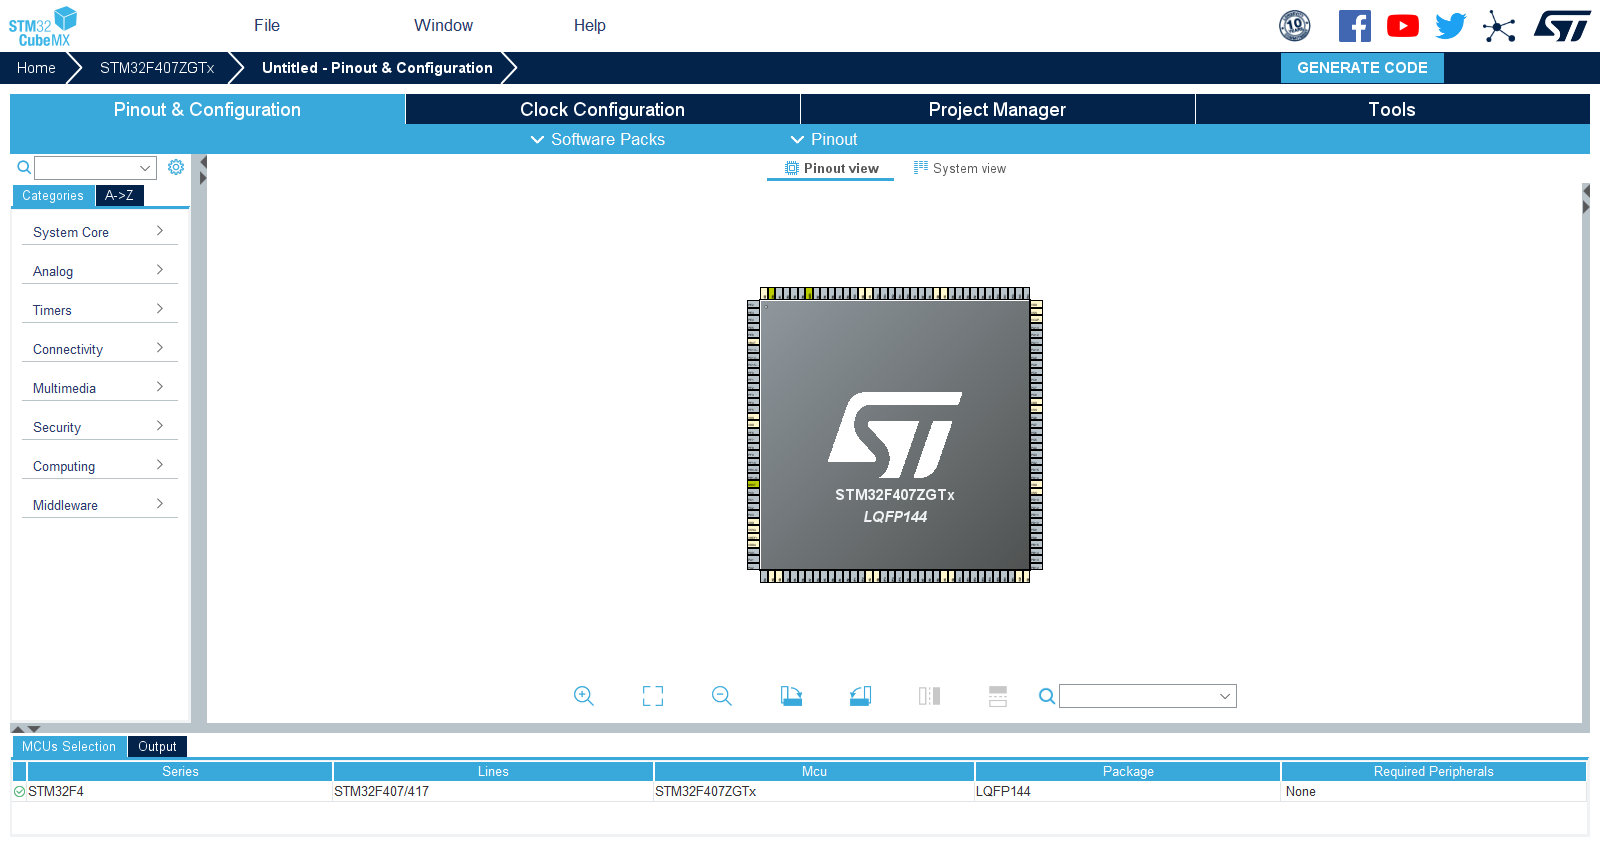 STM32
CubeMX
File
Window
Help
10
Home
STM32F407ZGTx
Untitled - Pinout & Configuration
GENERATE CODE
Pinout & Configuration
Clock Configuration
Project Manager
Tools
Software Packs
Pinout
Pinout view
System view
Categories
A->Z
System Core
Analog
Timers
Connectivity
Multimedia
Security
Computing
Middleware
ST
STM32F407ZGTx
LQFP144
MCUs Selection
Output
Series
Lines
Mcu
Package
Required Peripherals
STM32F4
STM32F407/417
STM32F407ZGTx
LQFP144
None